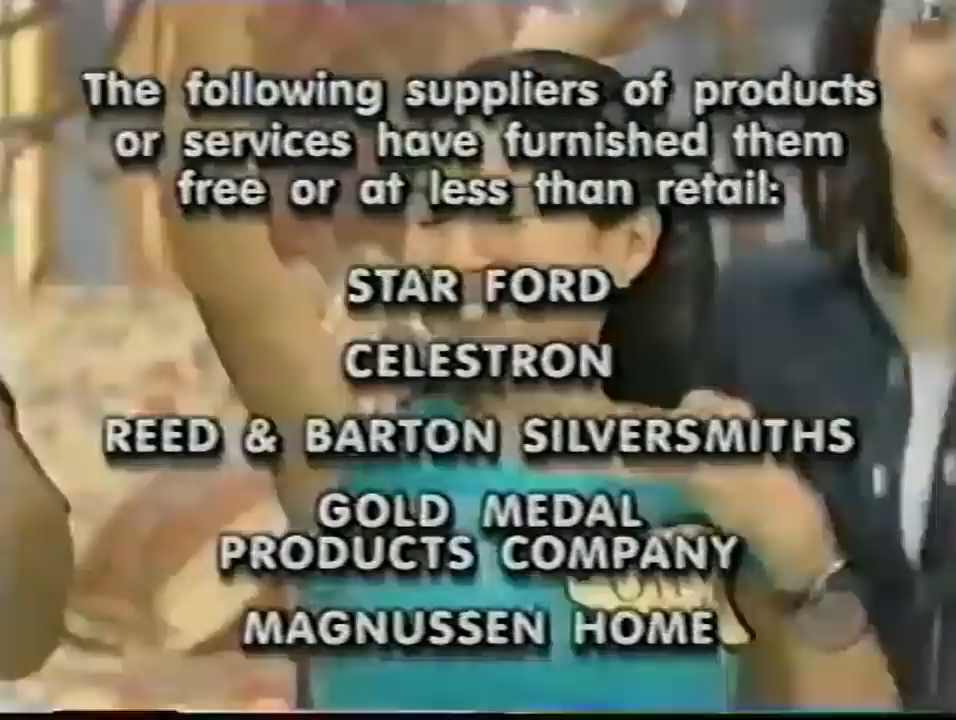 The following suppliers of products
or services have furnished them
free or at less than retail:
STAR FORD
CELESTRON
REED & BARTON SILVERSMITHS
GOLD MEDAL
PRODUCTS COMPANY
MAGNUSSEN HOME